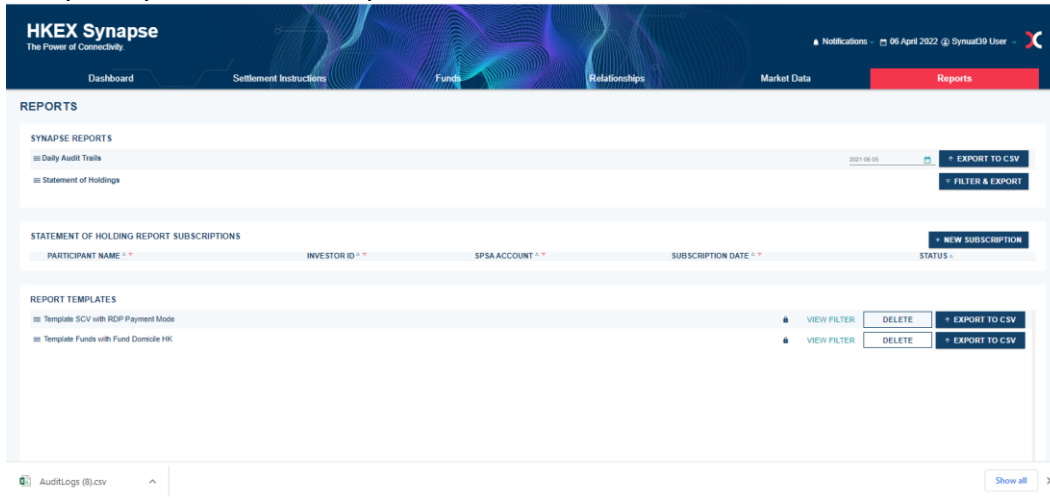 HKEX Synapse
The Power of Connectivity.
Notifications 06 April 2022 Synuat39 User
Dashboard Settlement Instructions Funds Relationships Market Data Reports
REPORTS
SYNAPSE REPORTS
Daily Audit Trails 2021-06-05 EXPORT TO CSV
Statement of Holdings FILTER & EXPORT
STATEMENT OF HOLDING REPORT SUBSCRIPTIONS
+ NEW SUBSCRIPTION
PARTICIPANT NAME INVESTOR ID SPSA ACCOUNT SUBSCRIPTION DATE STATUS
REPORT TEMPLATES
Template SCV with RDP Payment Mode VIEW FILTER DELETE EXPORT TO CSV
Template Funds with Fund Domicile HK VIEW FILTER DELETE EXPORT TO CSV
AuditLogs (8).csv Show all